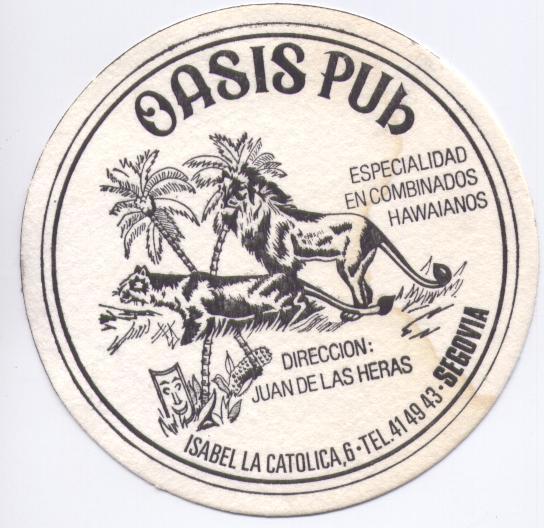 OASIS PUb
ESPECIALIDAD
EN COMBINADOS
HAWAIANOS
DIRECCION:
JUAN DE LAS HERAS
ISABEL LA CATOLICA,6-TEL.41 49 43-SEGOVIA